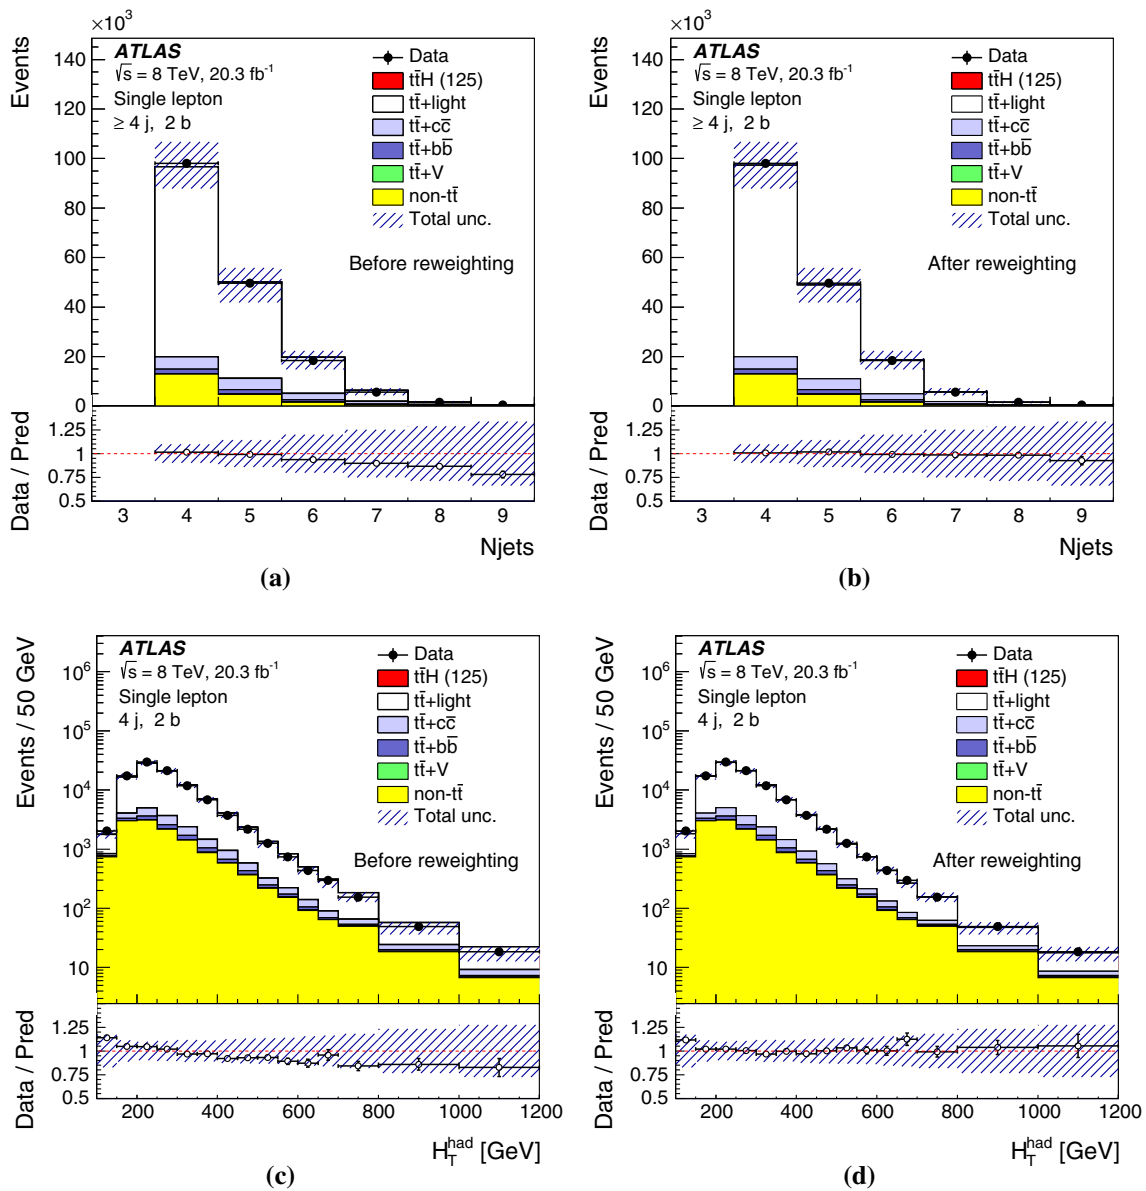 ×10³
Events
140
120
100
80
60
40
20
0
ATLAS
√s = 8 TeV, 20.3 fb⁻¹
Single lepton
≥ 4 j, 2 b
Data
tt̄H (125)
tt̄+light
tt̄+cc̄
tt̄+bb̄
tt̄+V
non-tt̄
Total unc.
Before reweighting
Data / Pred
1.25
1
0.75
0.5
3 4 5 6 7 8 9
Njets
(a)
×10³
Events
140
120
100
80
60
40
20
0
ATLAS
√s = 8 TeV, 20.3 fb⁻¹
Single lepton
≥ 4 j, 2 b
Data
tt̄H (125)
tt̄+light
tt̄+cc̄
tt̄+bb̄
tt̄+V
non-tt̄
Total unc.
After reweighting
Data / Pred
1.25
1
0.75
0.5
3 4 5 6 7 8 9
Njets
(b)
Events / 50 GeV
10⁶
10⁵
10⁴
10³
10²
10
ATLAS
√s = 8 TeV, 20.3 fb⁻¹
Single lepton
4 j, 2 b
Data
tt̄H (125)
tt̄+light
tt̄+cc̄
tt̄+bb̄
tt̄+V
non-tt̄
Total unc.
Before reweighting
Data / Pred
1.25
1
0.75
0.5
200 400 600 800 1000 1200
H_T^had [GeV]
(c)
Events / 50 GeV
10⁶
10⁵
10⁴
10³
10²
10
ATLAS
√s = 8 TeV, 20.3 fb⁻¹
Single lepton
4 j, 2 b
Data
tt̄H (125)
tt̄+light
tt̄+cc̄
tt̄+bb̄
tt̄+V
non-tt̄
Total unc.
After reweighting
Data / Pred
1.25
1
0.75
0.5
200 400 600 800 1000 1200
H_T^had [GeV]
(d)